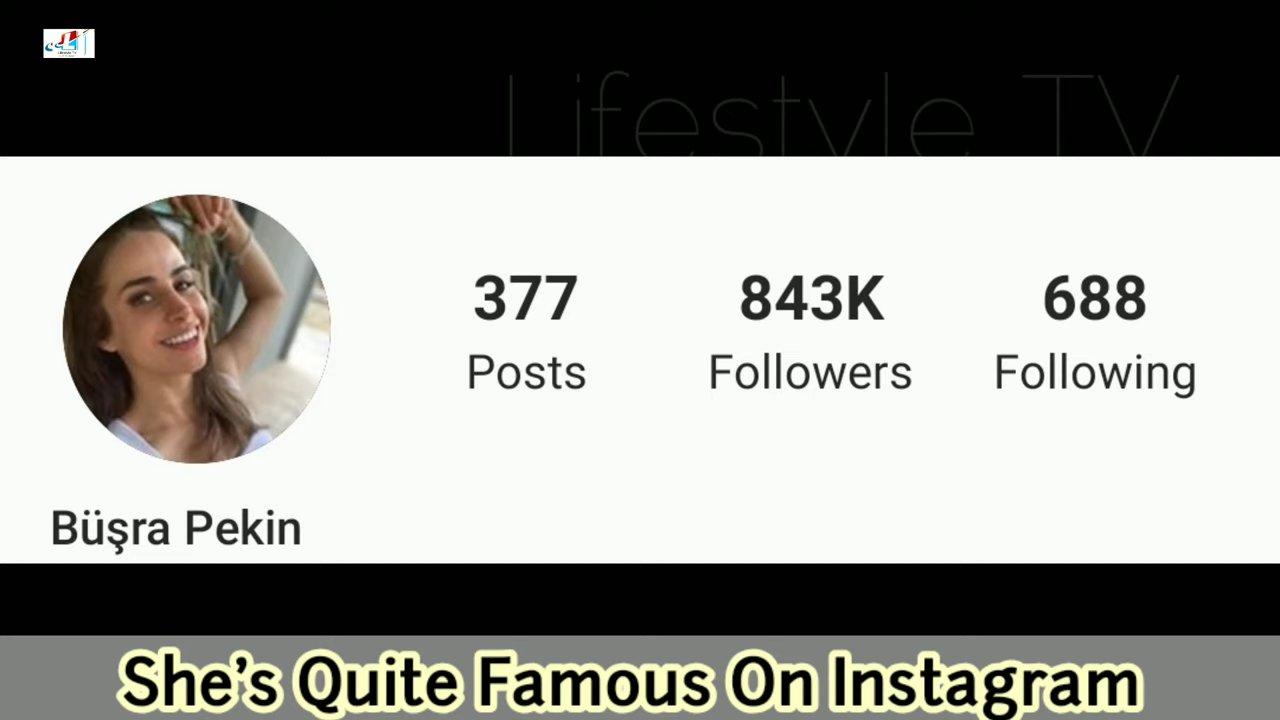 Lifestyle TV
377 843K 688
Posts Followers Following
Büşra Pekin
She's Quite Famous On Instagram